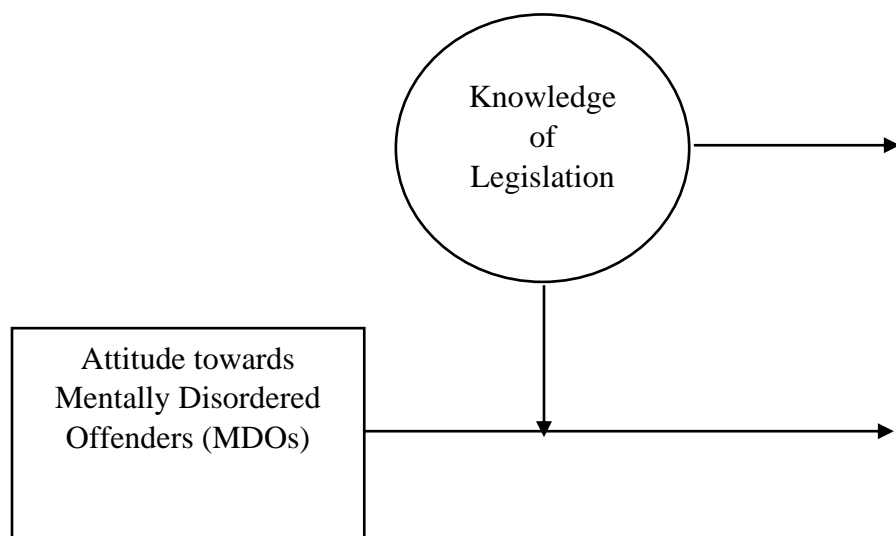 Knowledge
of
Legislation
Attitude towards
Mentally Disordered
Offenders (MDOs)